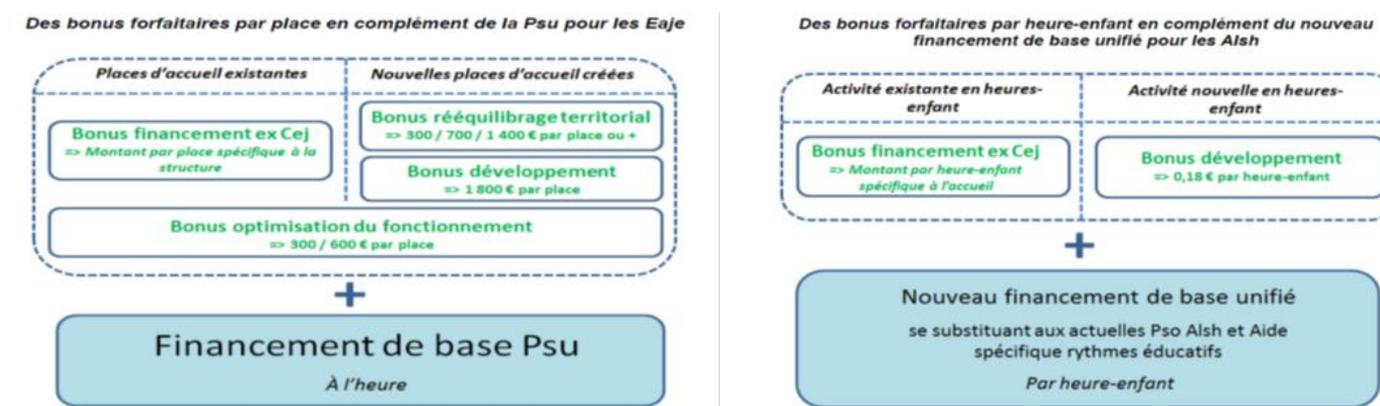 Des bonus forfaitaires par place en complément de la Psu pour les Eaje
Places d'accueil existantes
Nouvelles places d'accueil créées
Bonus financement ex Cej
=> Montant par place spécifique à la
structure
Bonus rééquilibrage territorial
=> 300 / 700 / 1 400 € par place ou +
Bonus développement
=> 1 800 € par place
Bonus optimisation du fonctionnement
=> 300 / 600 € par place
+
Financement de base Psu
À l'heure
Des bonus forfaitaires par heure-enfant en complément du nouveau
financement de base unifié pour les Alsh
Activité existante en heures-
enfant
Activité nouvelle en heures-
enfant
Bonus financement ex Cej
=> Montant par heure-enfant
spécifique à l'accueil
Bonus développement
=> 0,18 € par heure-enfant
+
Nouveau financement de base unifié
se substituant aux actuelles Pso Alsh et Aide
spécifique rythmes éducatifs
Par heure-enfant